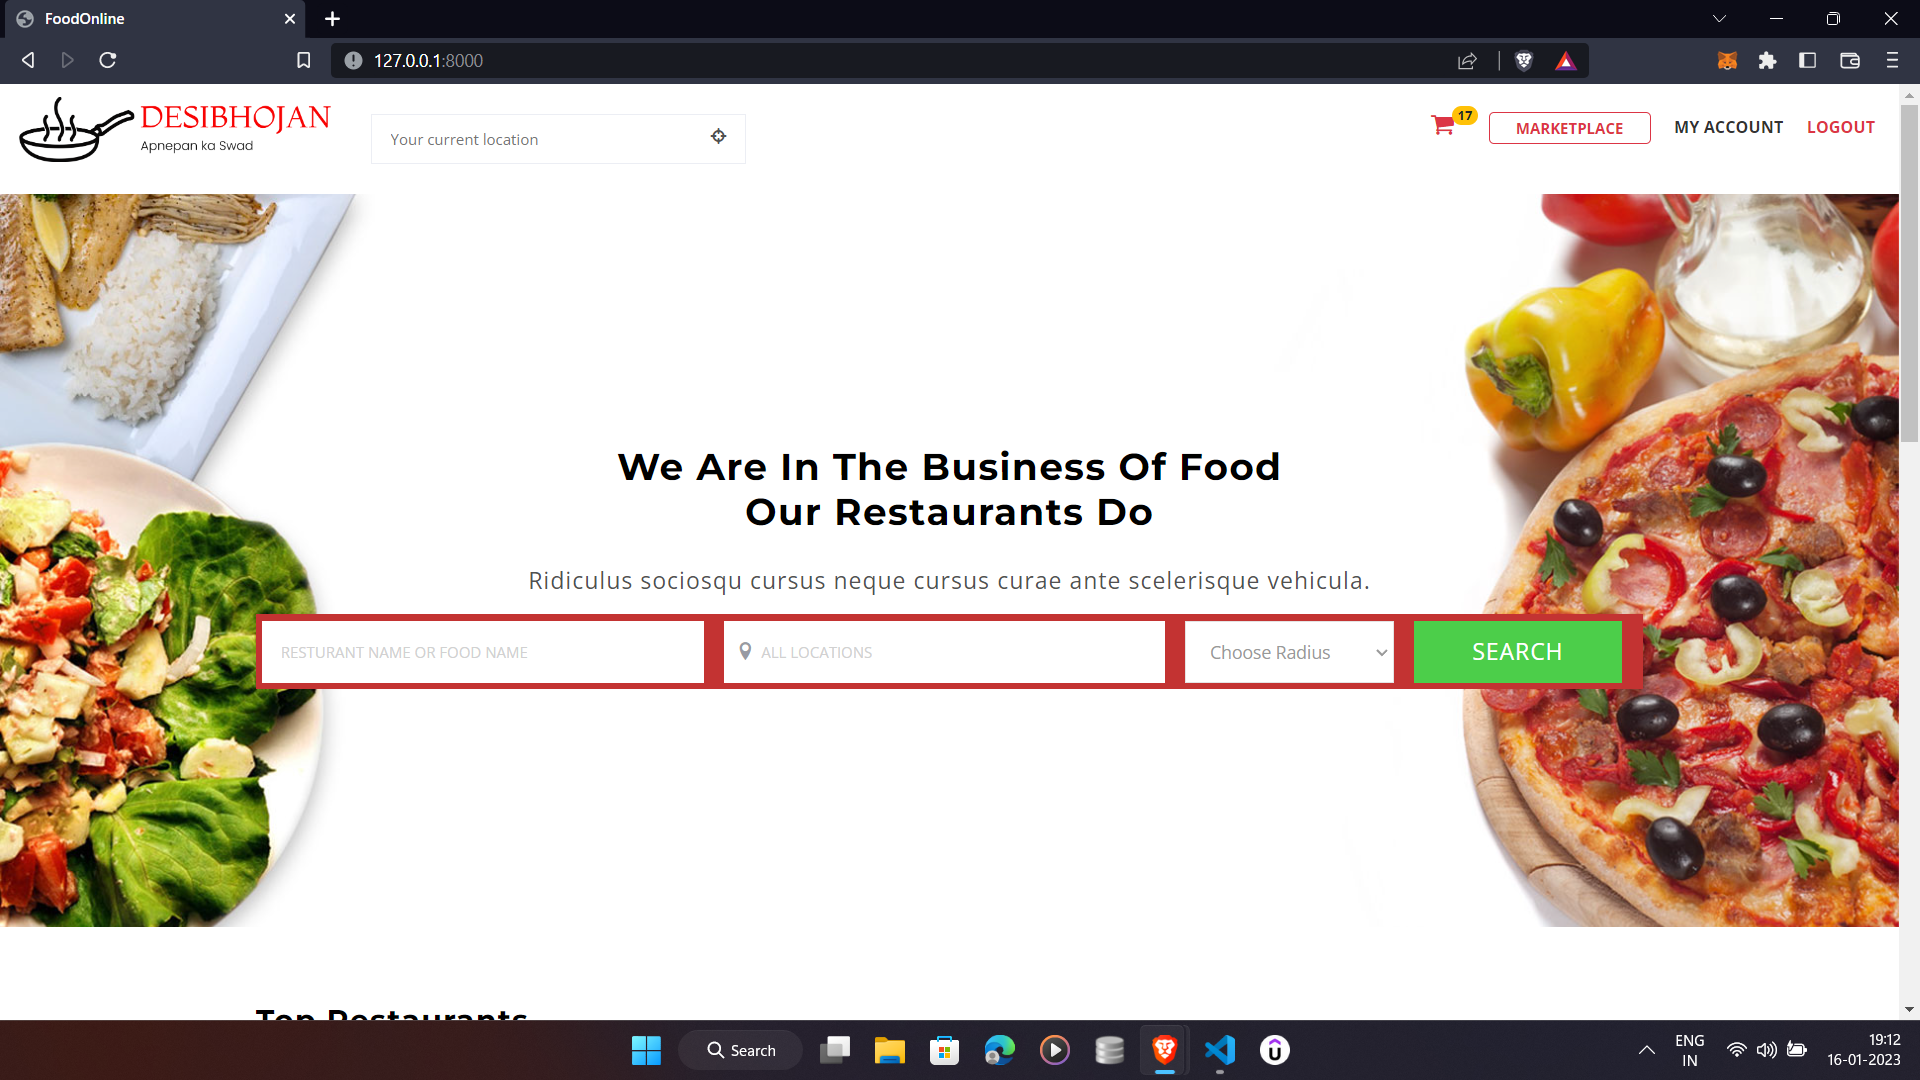 FoodOnline
127.0.0.1:8000
DESIBHOJAN
Apnepan ka Swad
Your current location
17
MARKETPLACE
MY ACCOUNT
LOGOUT
We Are In The Business Of Food
Our Restaurants Do
Ridiculus sociosqu cursus neque cursus curae ante scelerisque vehicula.
RESTURANT NAME OR FOOD NAME
ALL LOCATIONS
Choose Radius
SEARCH
Top Restaurants
Search
ENG
IN
19:12
16-01-2023